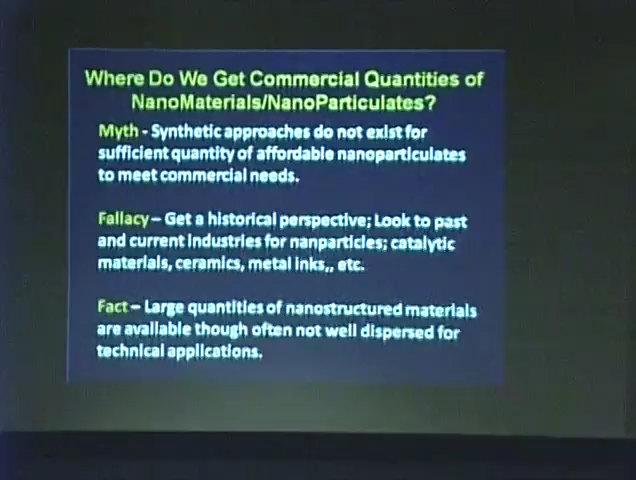 Where Do We Get Commercial Quantities of
NanoMaterials/NanoParticulates?
Myth - Synthetic approaches do not exist for
sufficient quantity of affordable nanoparticulates
to meet commercial needs.
Fallacy – Get a historical perspective; Look to past
and current industries for nanparticles; catalytic
materials, ceramics, metal inks,, etc.
Fact – Large quantities of nanostructured materials
are available though often not well dispersed for
technical applications.